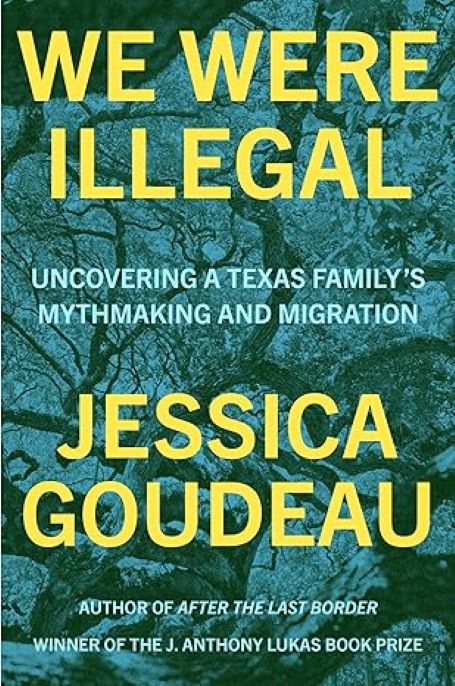 WE WERE
ILLEGAL
UNCOVERING A TEXAS FAMILY'S
MYTHMAKING AND MIGRATION
JESSICA
GOUDEAU
AUTHOR OF AFTER THE LAST BORDER
WINNER OF THE J. ANTHONY LUKAS BOOK PRIZE